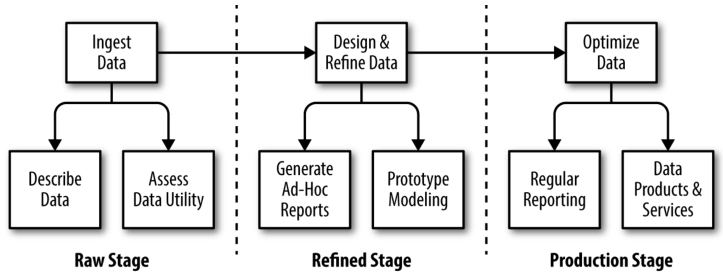 Ingest
Data
Design &
Refine Data
Optimize
Data
Describe
Data
Assess
Data Utility
Generate
Ad-Hoc
Reports
Prototype
Modeling
Regular
Reporting
Data
Products &
Services
Raw Stage
Refined Stage
Production Stage